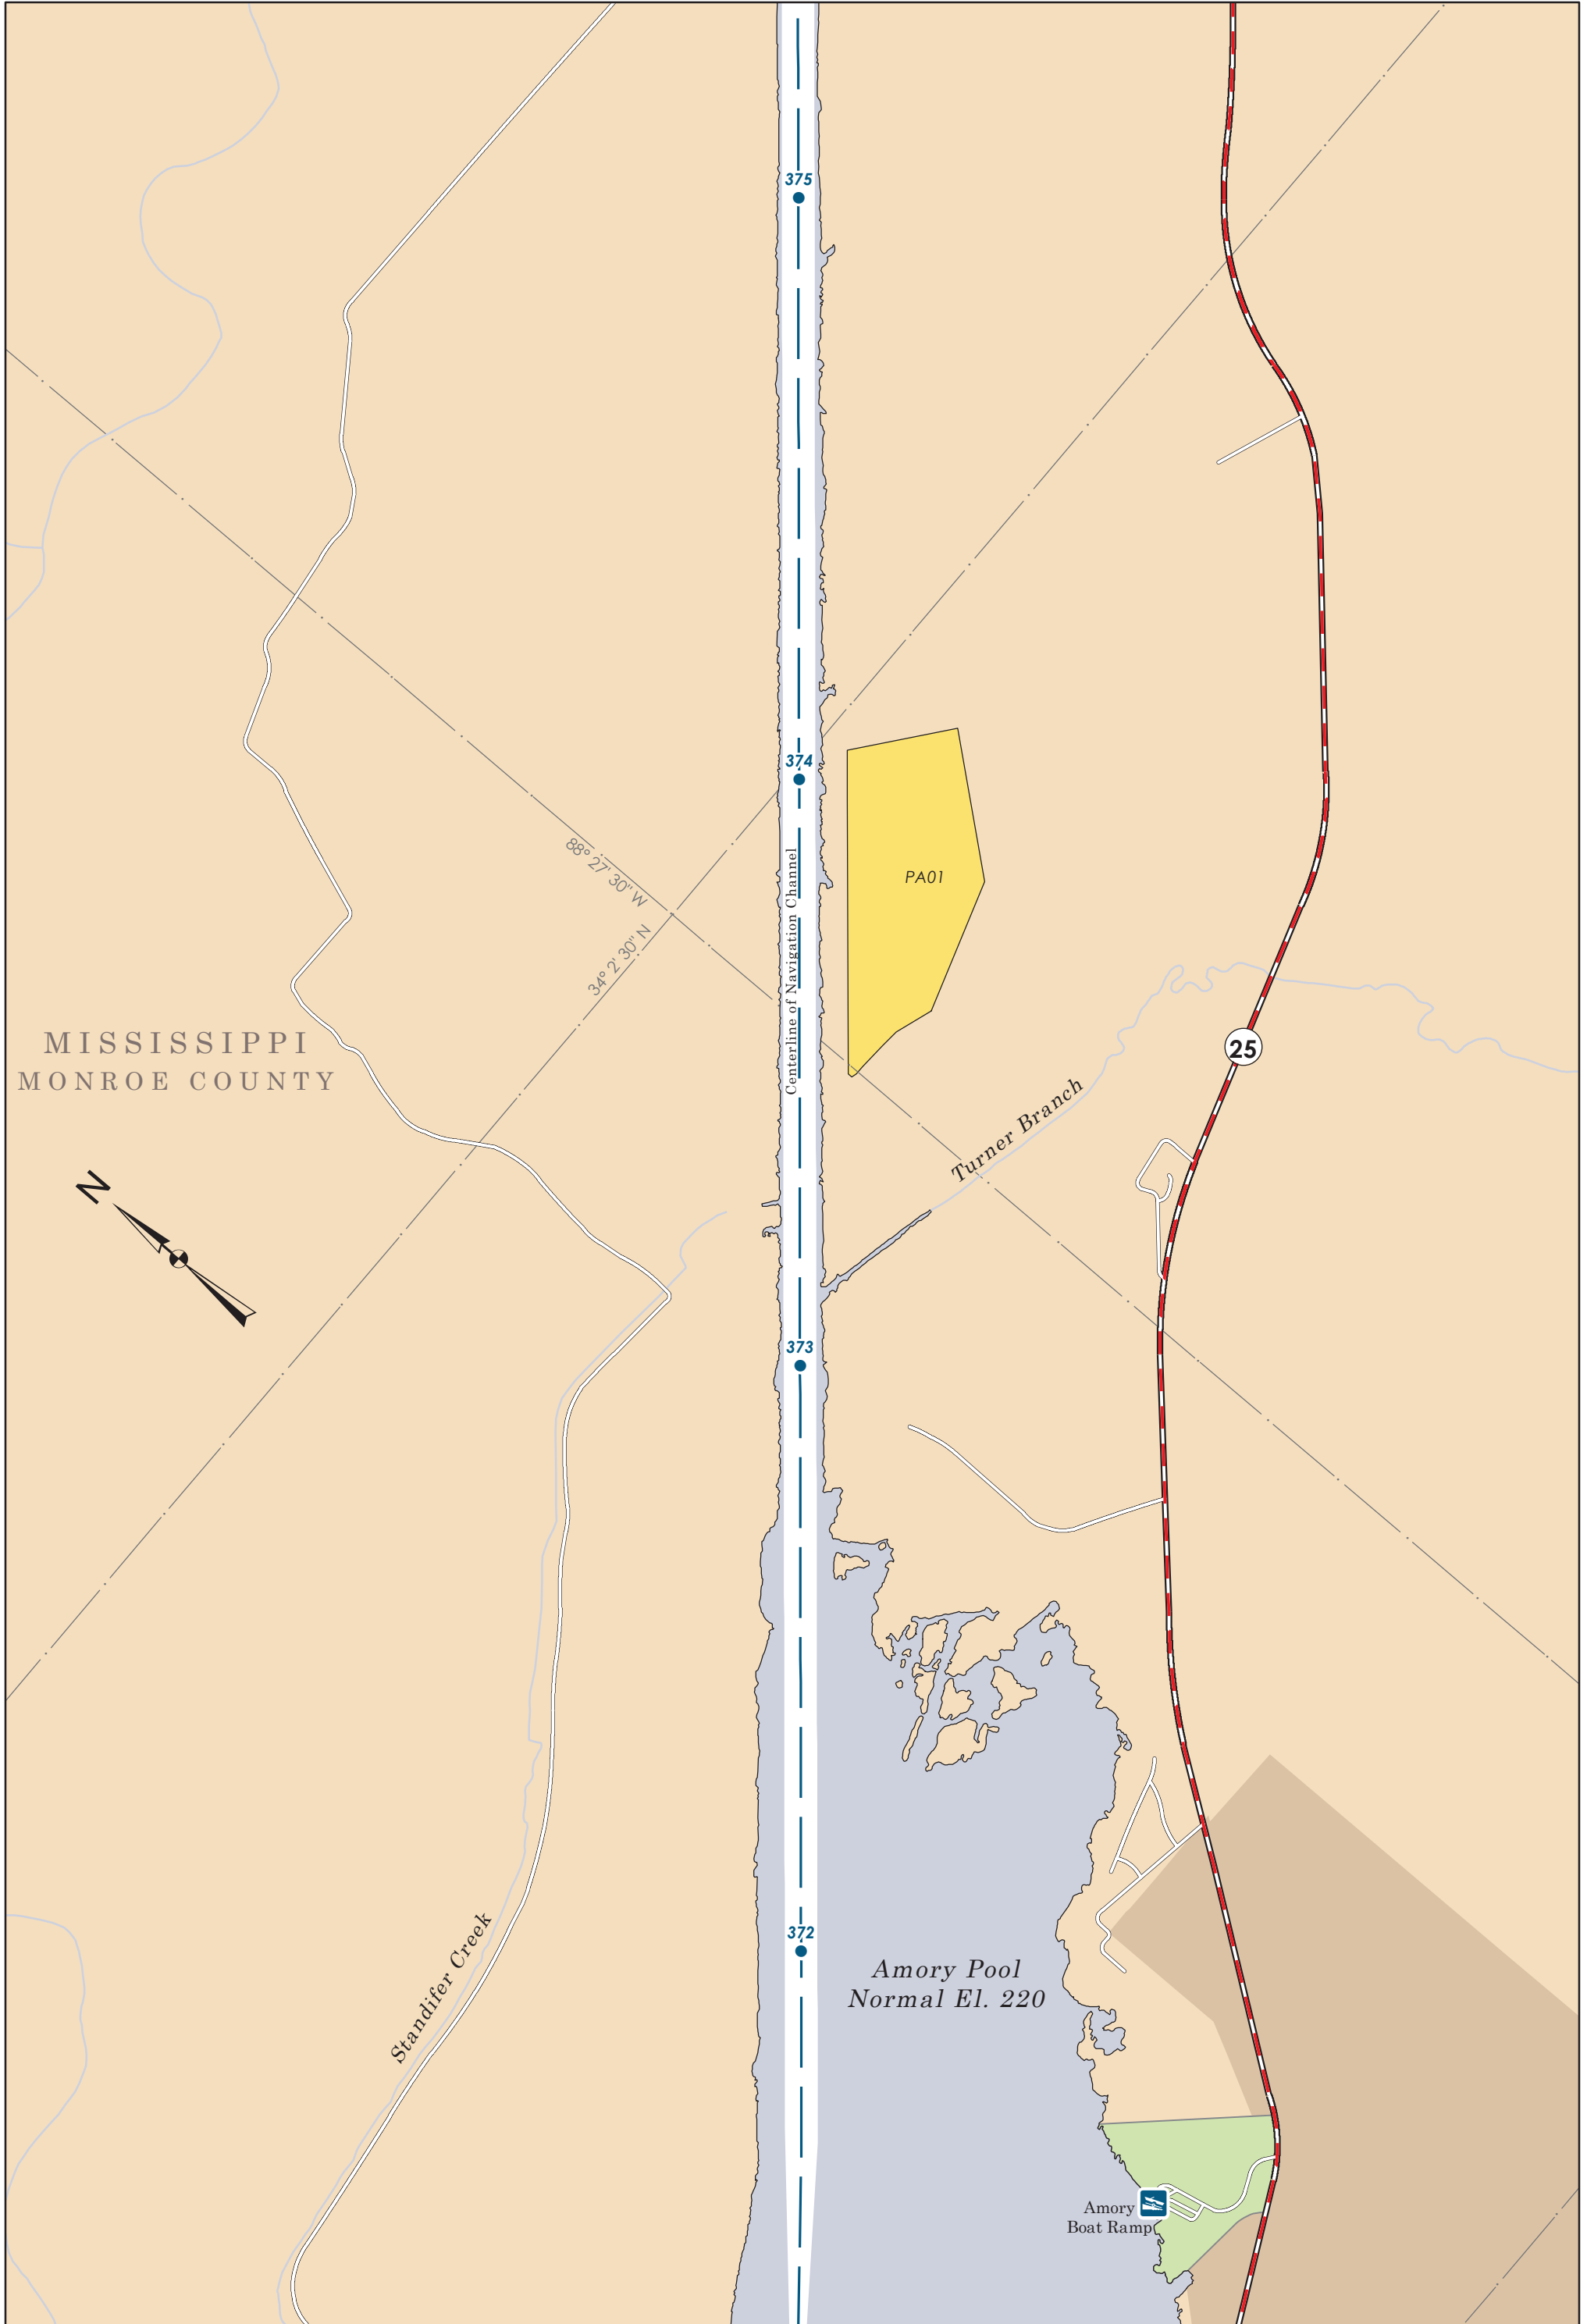 375
374
88° 27' 30" W
34° 2' 30" N
Centerline of Navigation Channel
PA01
MISSISSIPPI
MONROE COUNTY
25
Turner Branch
N
373
372
Amory Pool
Normal El. 220
Standifer Creek
Amory
Boat Ramp